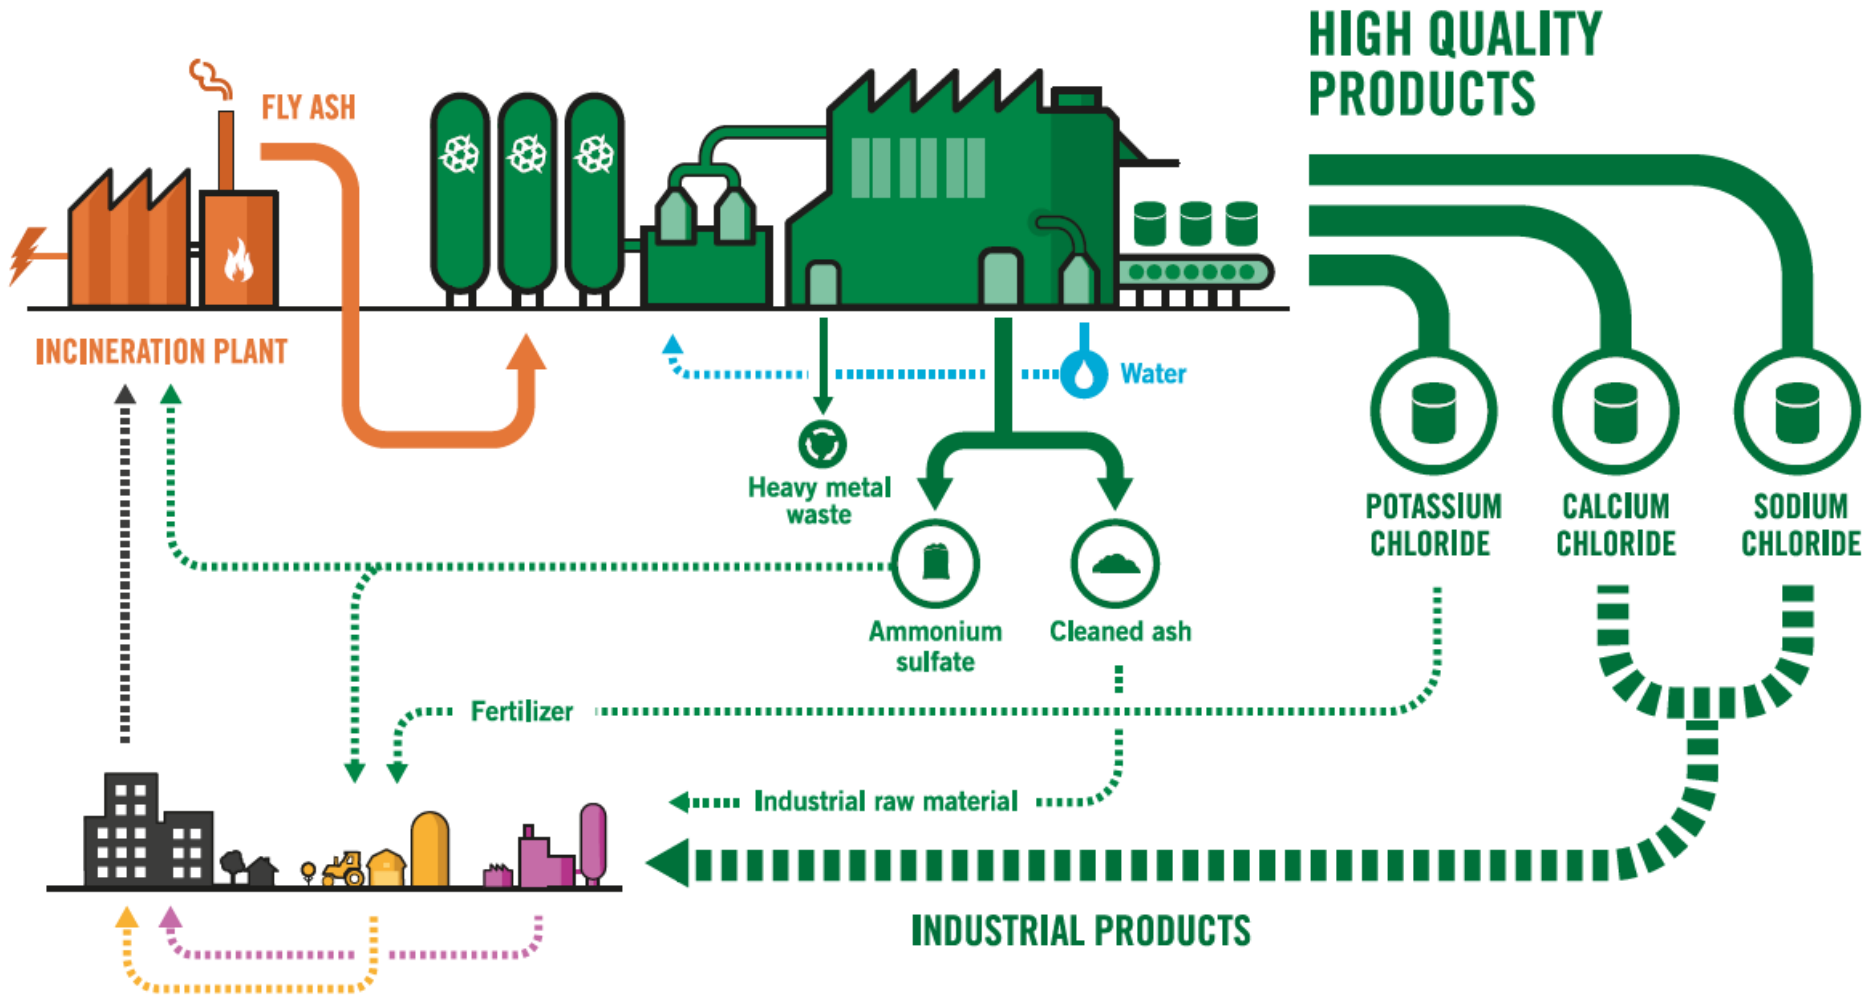 HIGH QUALITY
PRODUCTS
FLY ASH
INCINERATION PLANT
Water
Heavy metal
waste
POTASSIUM
CHLORIDE
CALCIUM
CHLORIDE
SODIUM
CHLORIDE
Ammonium
sulfate
Cleaned ash
Fertilizer
Industrial raw material
INDUSTRIAL PRODUCTS